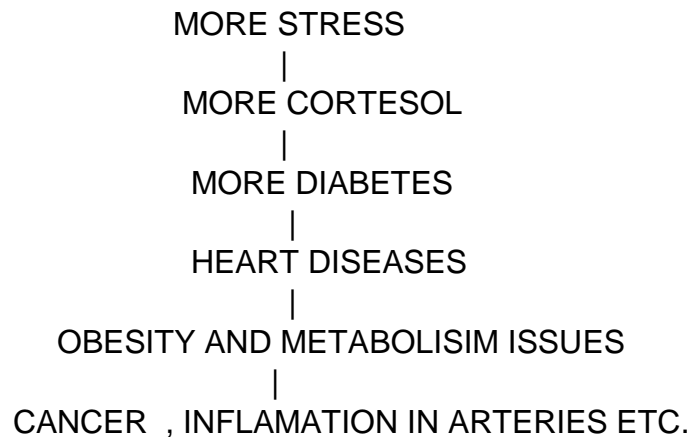 MORE STRESS
|
MORE CORTESOL
|
MORE DIABETES
|
HEART DISEASES
|
OBESITY AND METABOLISIM ISSUES
|
CANCER , INFLAMATION IN ARTERIES ETC.